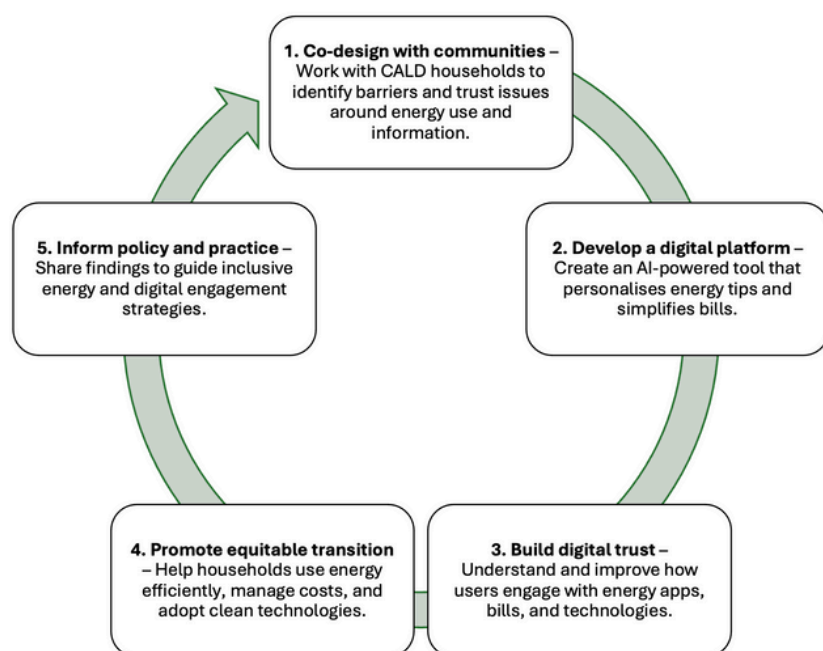 1. Co-design with communities –
Work with CALD households to
identify barriers and trust issues
around energy use and
information.
2. Develop a digital platform –
Create an AI-powered tool that
personalises energy tips and
simplifies bills.
3. Build digital trust –
Understand and improve how
users engage with energy apps,
bills, and technologies.
4. Promote equitable transition
– Help households use energy
efficiently, manage costs, and
adopt clean technologies.
5. Inform policy and practice –
Share findings to guide inclusive
energy and digital engagement
strategies.